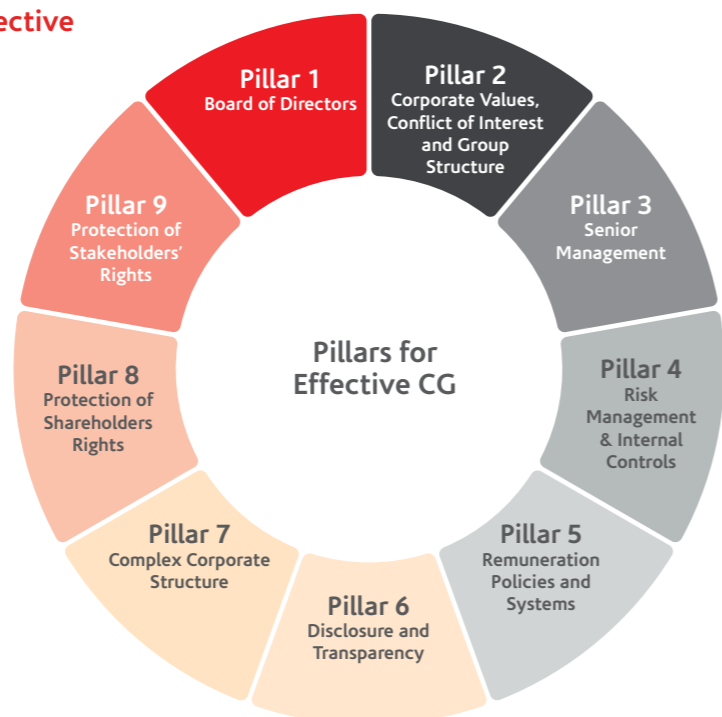 ective
Pillar 1
Board of Directors
Pillar 2
Corporate Values,
Conflict of Interest
and Group
Structure
Pillar 3
Senior
Management
Pillar 4
Risk
Management
& Internal
Controls
Pillar 5
Remuneration
Policies and
Systems
Pillar 6
Disclosure and
Transparency
Pillar 7
Complex Corporate
Structure
Pillar 8
Protection of
Shareholders
Rights
Pillar 9
Protection of
Stakeholders'
Rights
Pillars for
Effective CG